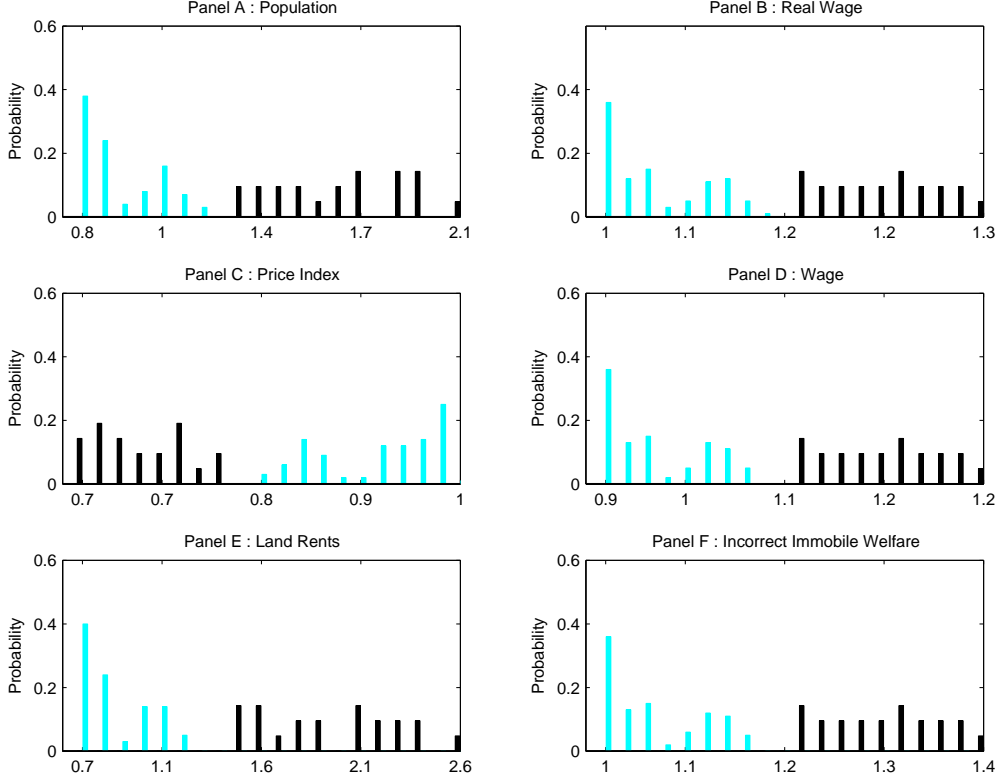 Panel A : Population
Probability
0.6
0.4
0.2
0
0.8 1 1.4 1.7 2.1
Panel B : Real Wage
Probability
0.6
0.4
0.2
0
1 1.1 1.2 1.2 1.3
Panel C : Price Index
Probability
0.6
0.4
0.2
0
0.7 0.7 0.8 0.9 1
Panel D : Wage
Probability
0.6
0.4
0.2
0
0.9 1 1.1 1.2 1.2
Panel E : Land Rents
Probability
0.6
0.4
0.2
0
0.7 1.1 1.6 2.1 2.6
Panel F : Incorrect Immobile Welfare
Probability
0.6
0.4
0.2
0
1 1.1 1.2 1.3 1.4